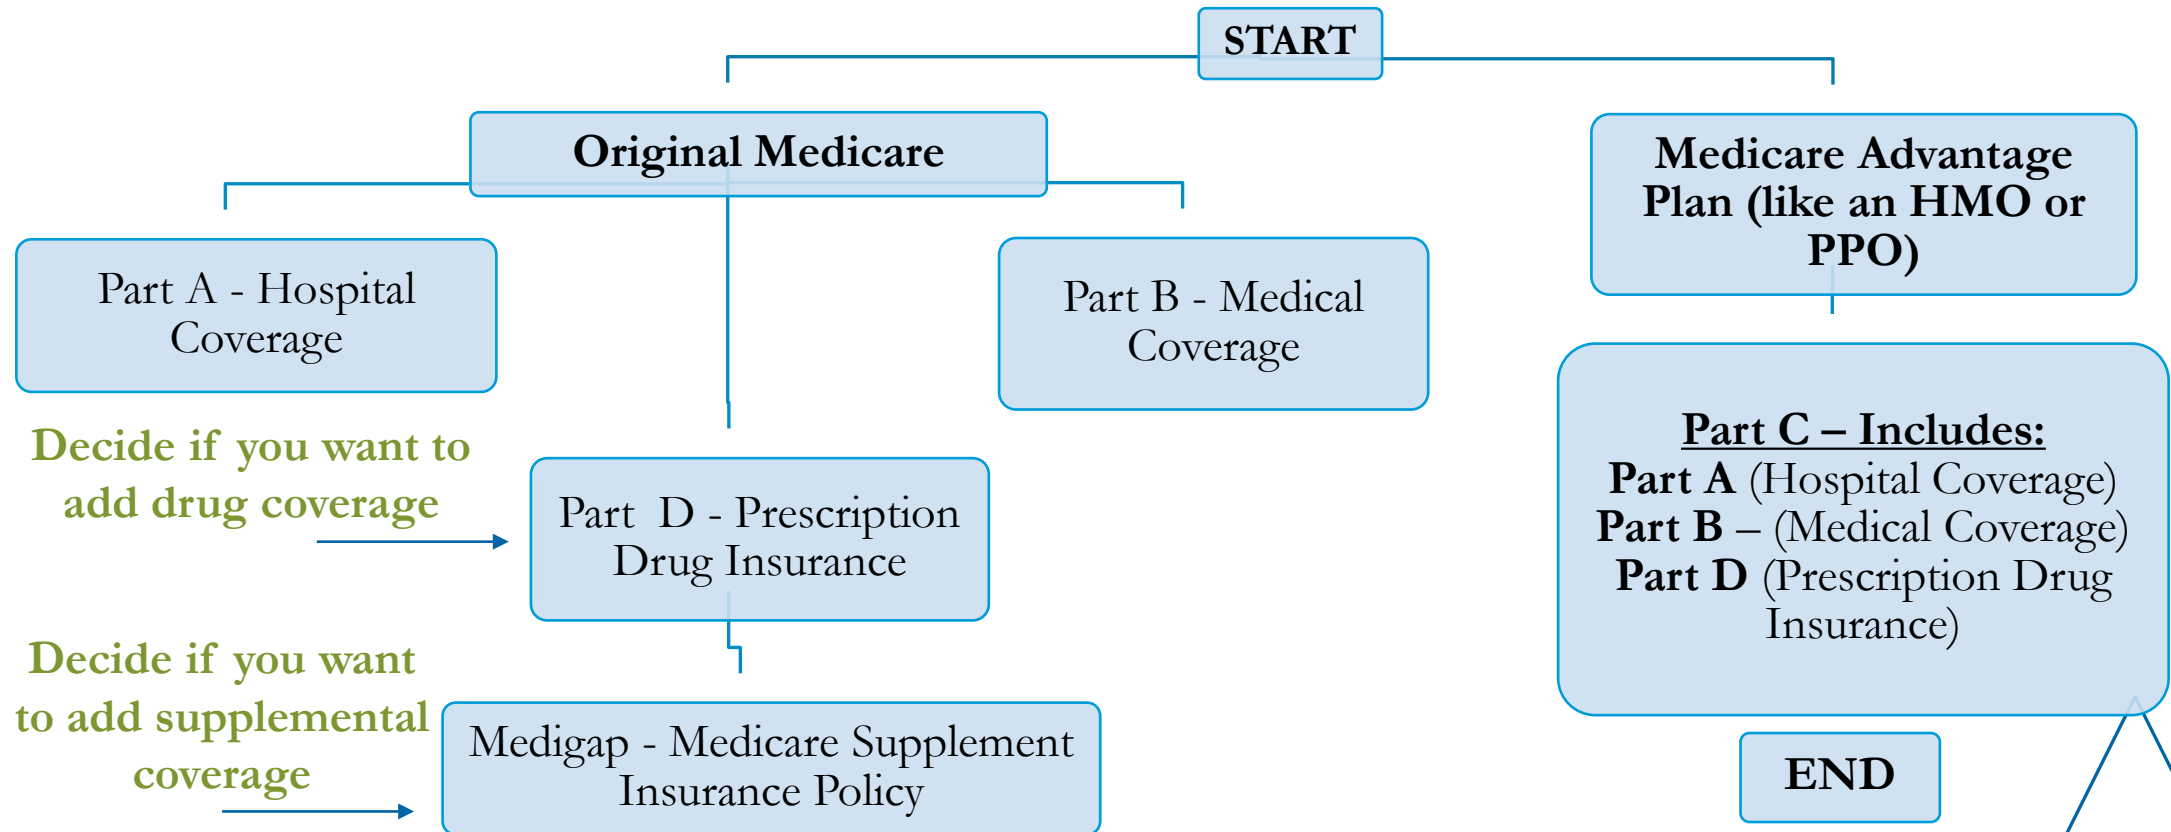 START
Original Medicare
Medicare Advantage
Plan (like an HMO or
PPO)
Part A - Hospital
Coverage
Part B - Medical
Coverage
Decide if you want to
add drug coverage
Part D - Prescription
Drug Insurance
Part C – Includes:
Part A (Hospital Coverage)
Part B – (Medical Coverage)
Part D (Prescription Drug
Insurance)
Decide if you want
to add supplemental
coverage
Medigap - Medicare Supplement
Insurance Policy
END